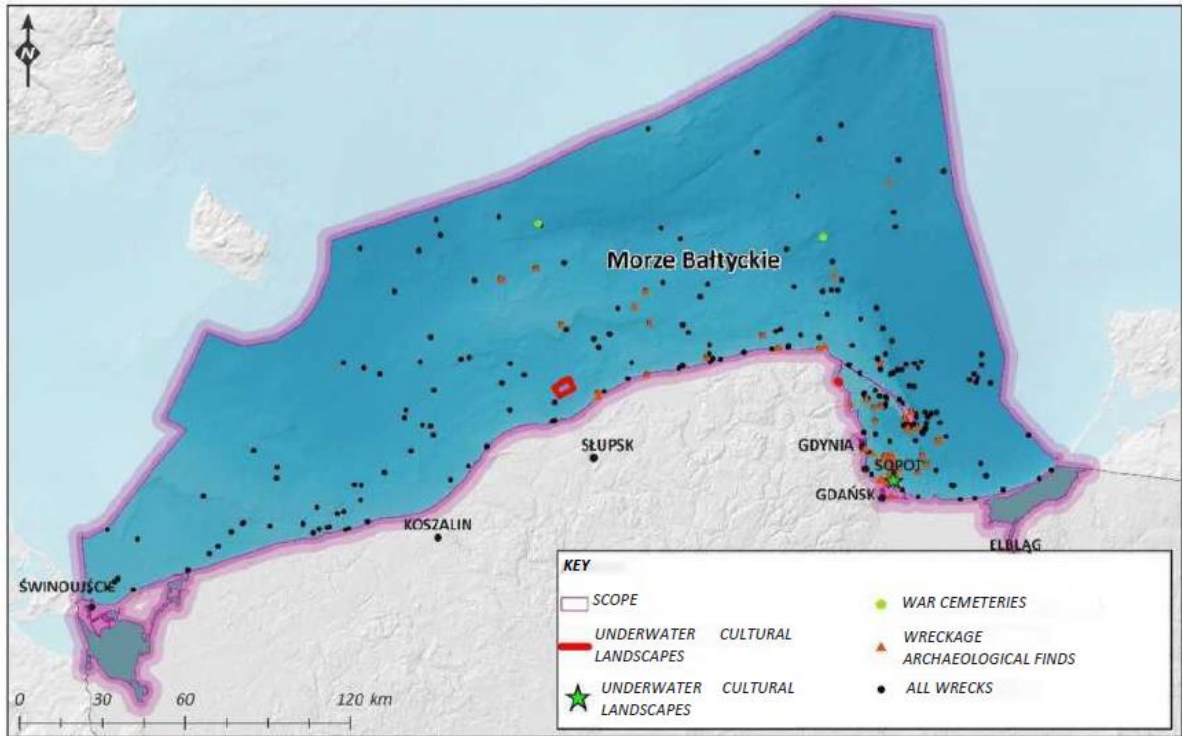 N
Morze Bałtyckie
SŁUPSK
GDYNIA
SOPOJ
GDAŃSK
KOSZALIN
ELBLĄG
ŚWINOUJŚCIE
KEY
SCOPE
UNDERWATER CULTURAL
LANDSCAPES
UNDERWATER CULTURAL
LANDSCAPES
WAR CEMETERIES
WRECKAGE
ARCHAEOLOGICAL FINDS
ALL WRECKS
0 30 60 120 km